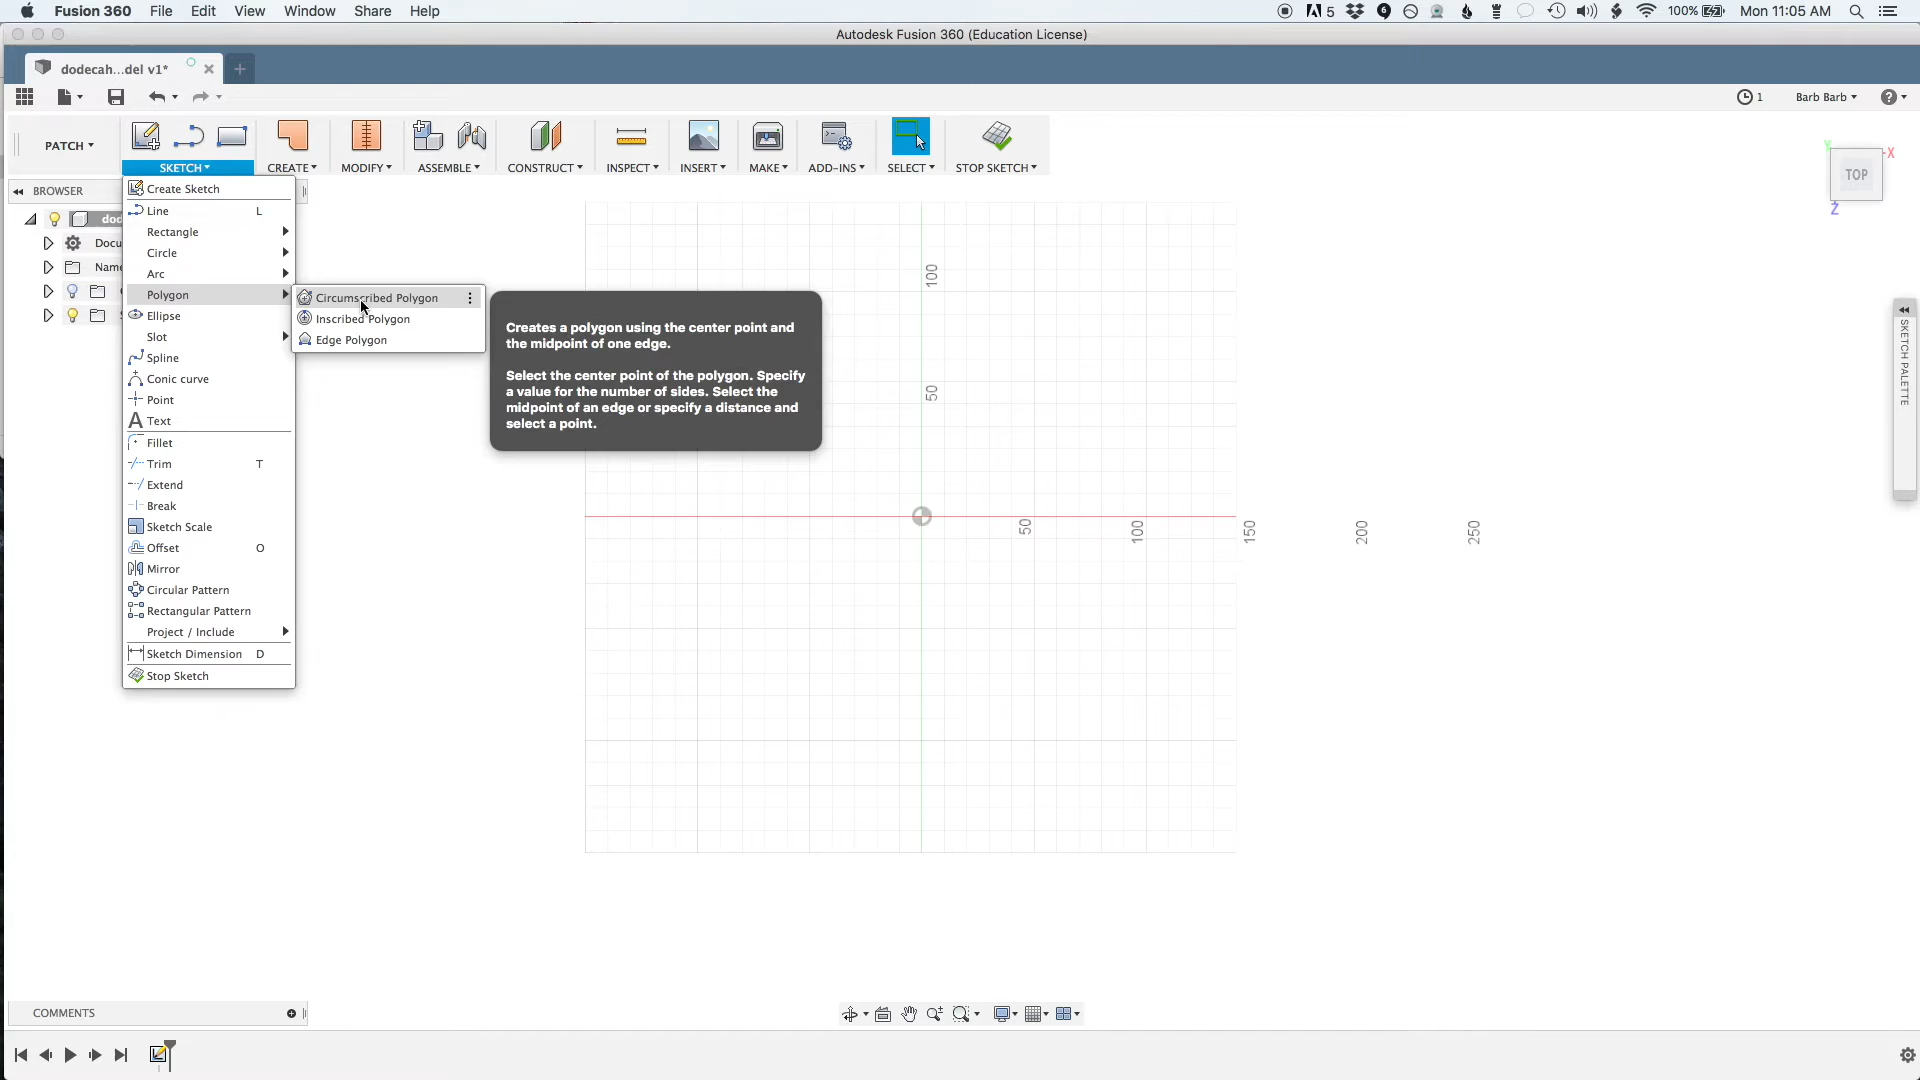 Fusion 360 File Edit View Window Share Help
5 100% Mon 11:05 AM
Autodesk Fusion 360 (Education License)
dodecah...del v1*
1 Barb Barb
PATCH SKETCH CREATE MODIFY ASSEMBLE CONSTRUCT INSPECT INSERT MAKE ADD-INS SELECT STOP SKETCH
BROWSER
Create Sketch
dod
Line L
Rectangle
Docu
Circle
Name
Arc
Polygon
Ellipse
Slot
Spline
Conic curve
Point
Text
Fillet
Trim T
Extend
Break
Sketch Scale
Offset O
Mirror
Circular Pattern
Rectangular Pattern
Project / Include
Sketch Dimension D
Stop Sketch
Circumscribed Polygon
Inscribed Polygon
Edge Polygon
Creates a polygon using the center point and
the midpoint of one edge.
Select the center point of the polygon. Specify
a value for the number of sides. Select the
midpoint of an edge or specify a distance and
select a point.
100
50
50 100 150 200 250
Y
-X
TOP
Z
SKETCH PALETTE
COMMENTS